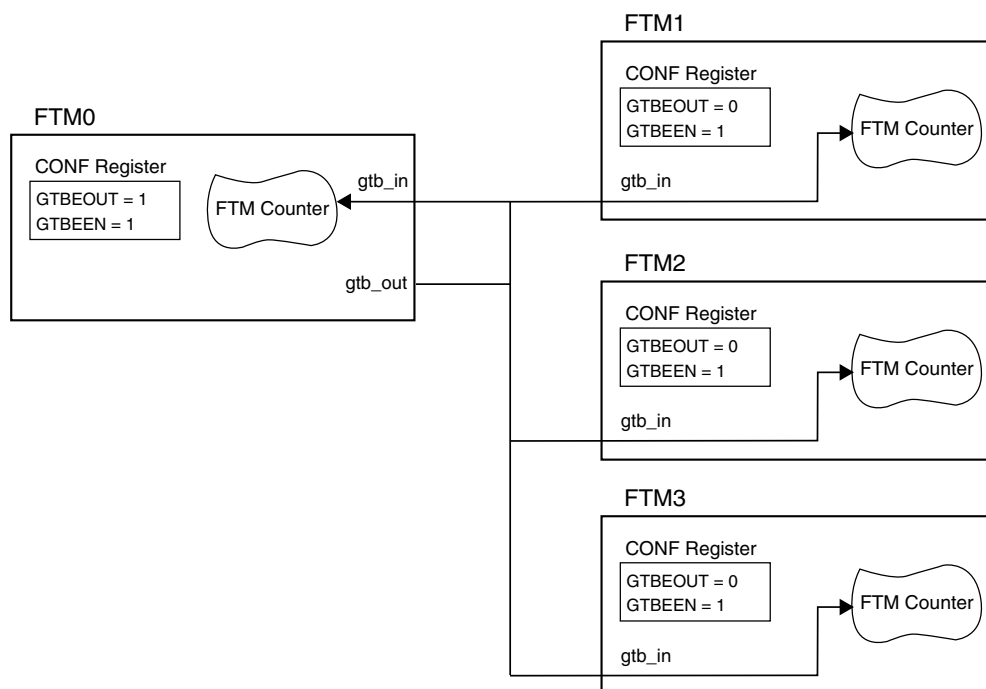 FTM0
CONF Register
GTBEOUT = 1
GTBEEN = 1
FTM Counter
gtb_in
gtb_out
FTM1
CONF Register
GTBEOUT = 0
GTBEEN = 1
FTM Counter
gtb_in
FTM2
CONF Register
GTBEOUT = 0
GTBEEN = 1
FTM Counter
gtb_in
FTM3
CONF Register
GTBEOUT = 0
GTBEEN = 1
FTM Counter
gtb_in